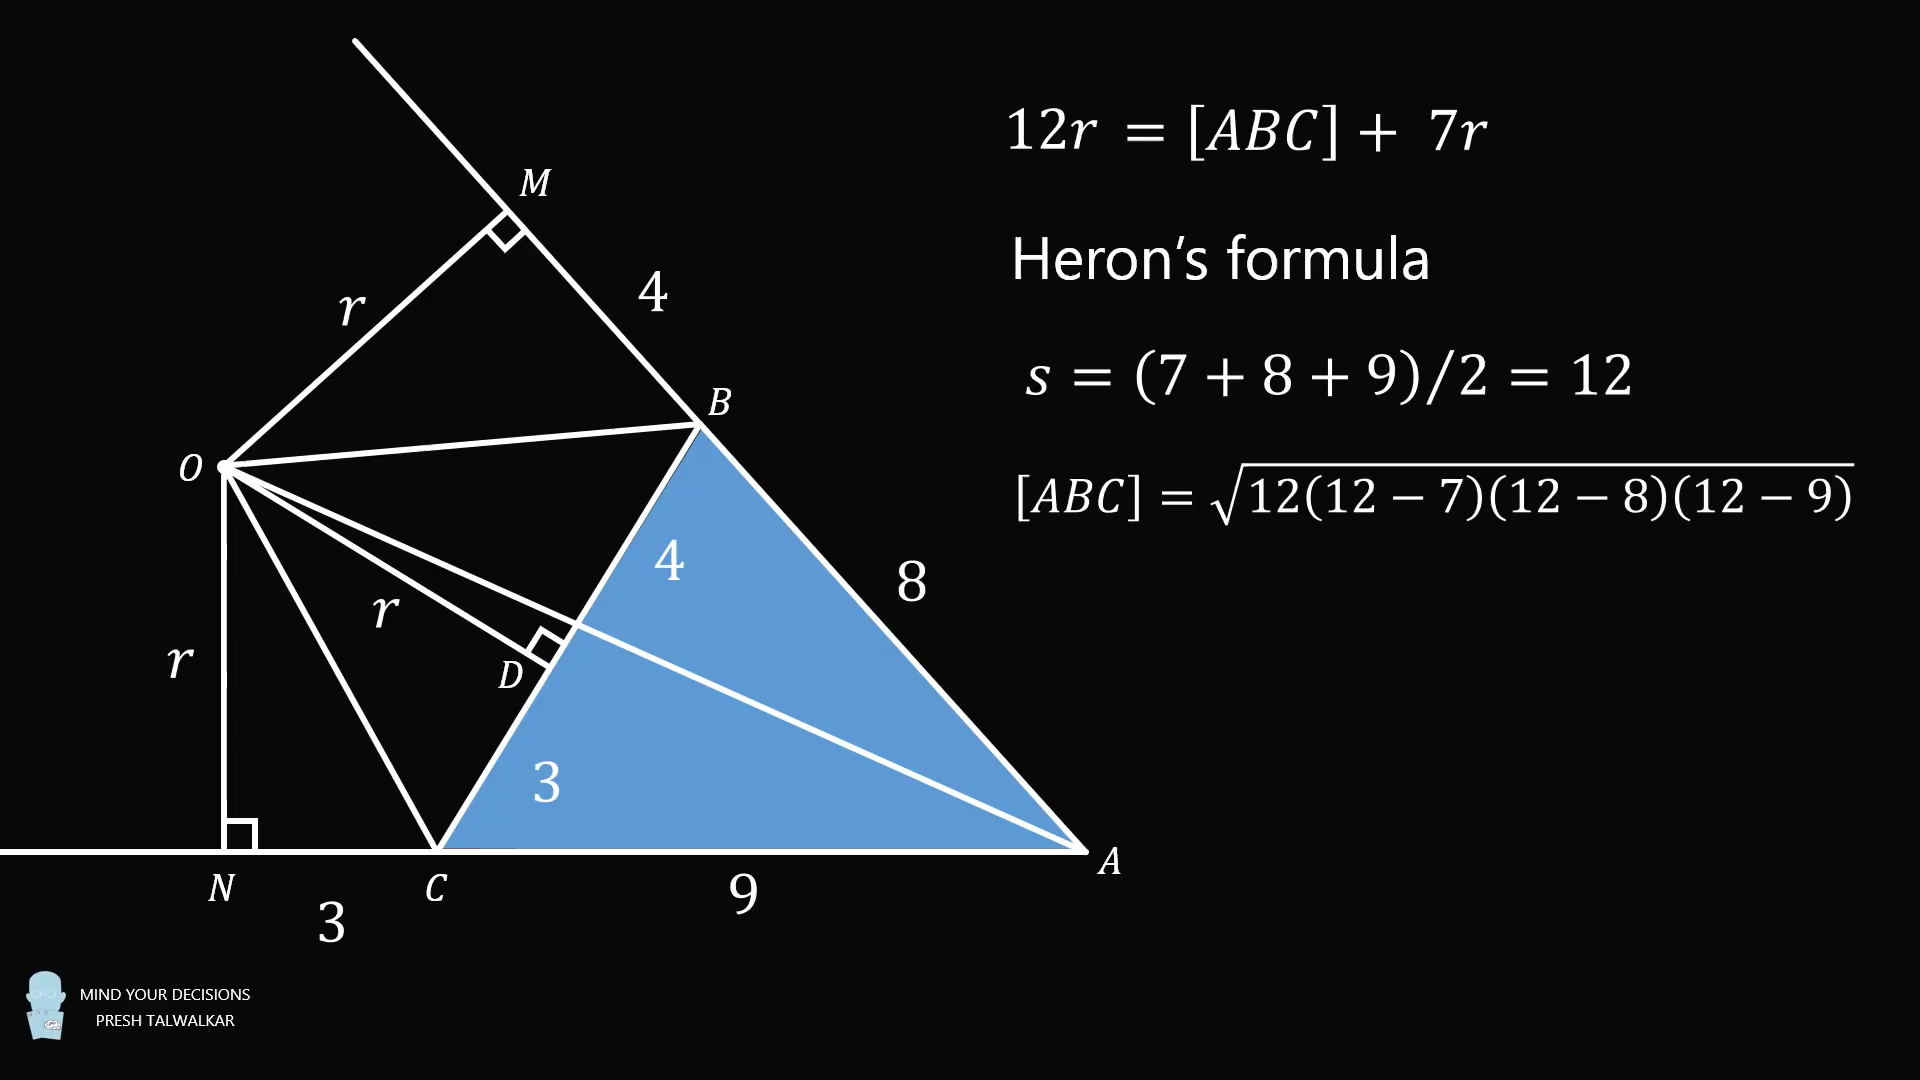 M
12r = [ABC] + 7r
4
r
Heron's formula
B
s = (7 + 8 + 9)/2 = 12
O
[ABC] = √12(12 − 7)(12 − 8)(12 − 9)
4
8
r
r
D
3
A
N
C
9
3
MIND YOUR DECISIONS
PRESH TALWALKAR